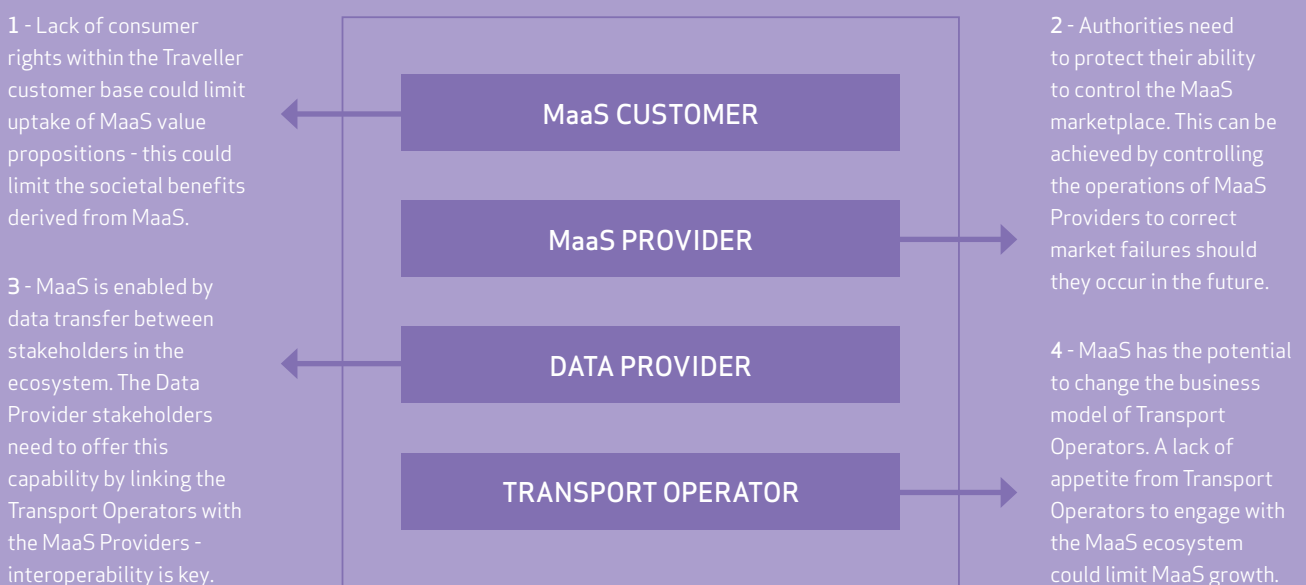 1 - Lack of consumer
rights within the Traveller
customer base could limit
uptake of MaaS value
propositions - this could
limit the societal benefits
derived from MaaS.
MaaS CUSTOMER
2 - Authorities need
to protect their ability
to control the MaaS
marketplace. This can be
achieved by controlling
the operations of MaaS
Providers to correct
market failures should
they occur in the future.
MaaS PROVIDER
3 - MaaS is enabled by
data transfer between
stakeholders in the
ecosystem. The Data
Provider stakeholders
need to offer this
capability by linking the
Transport Operators with
the MaaS Providers -
interoperability is key.
DATA PROVIDER
4 - MaaS has the potential
to change the business
model of Transport
Operators. A lack of
appetite from Transport
Operators to engage with
the MaaS ecosystem
could limit MaaS growth.
TRANSPORT OPERATOR